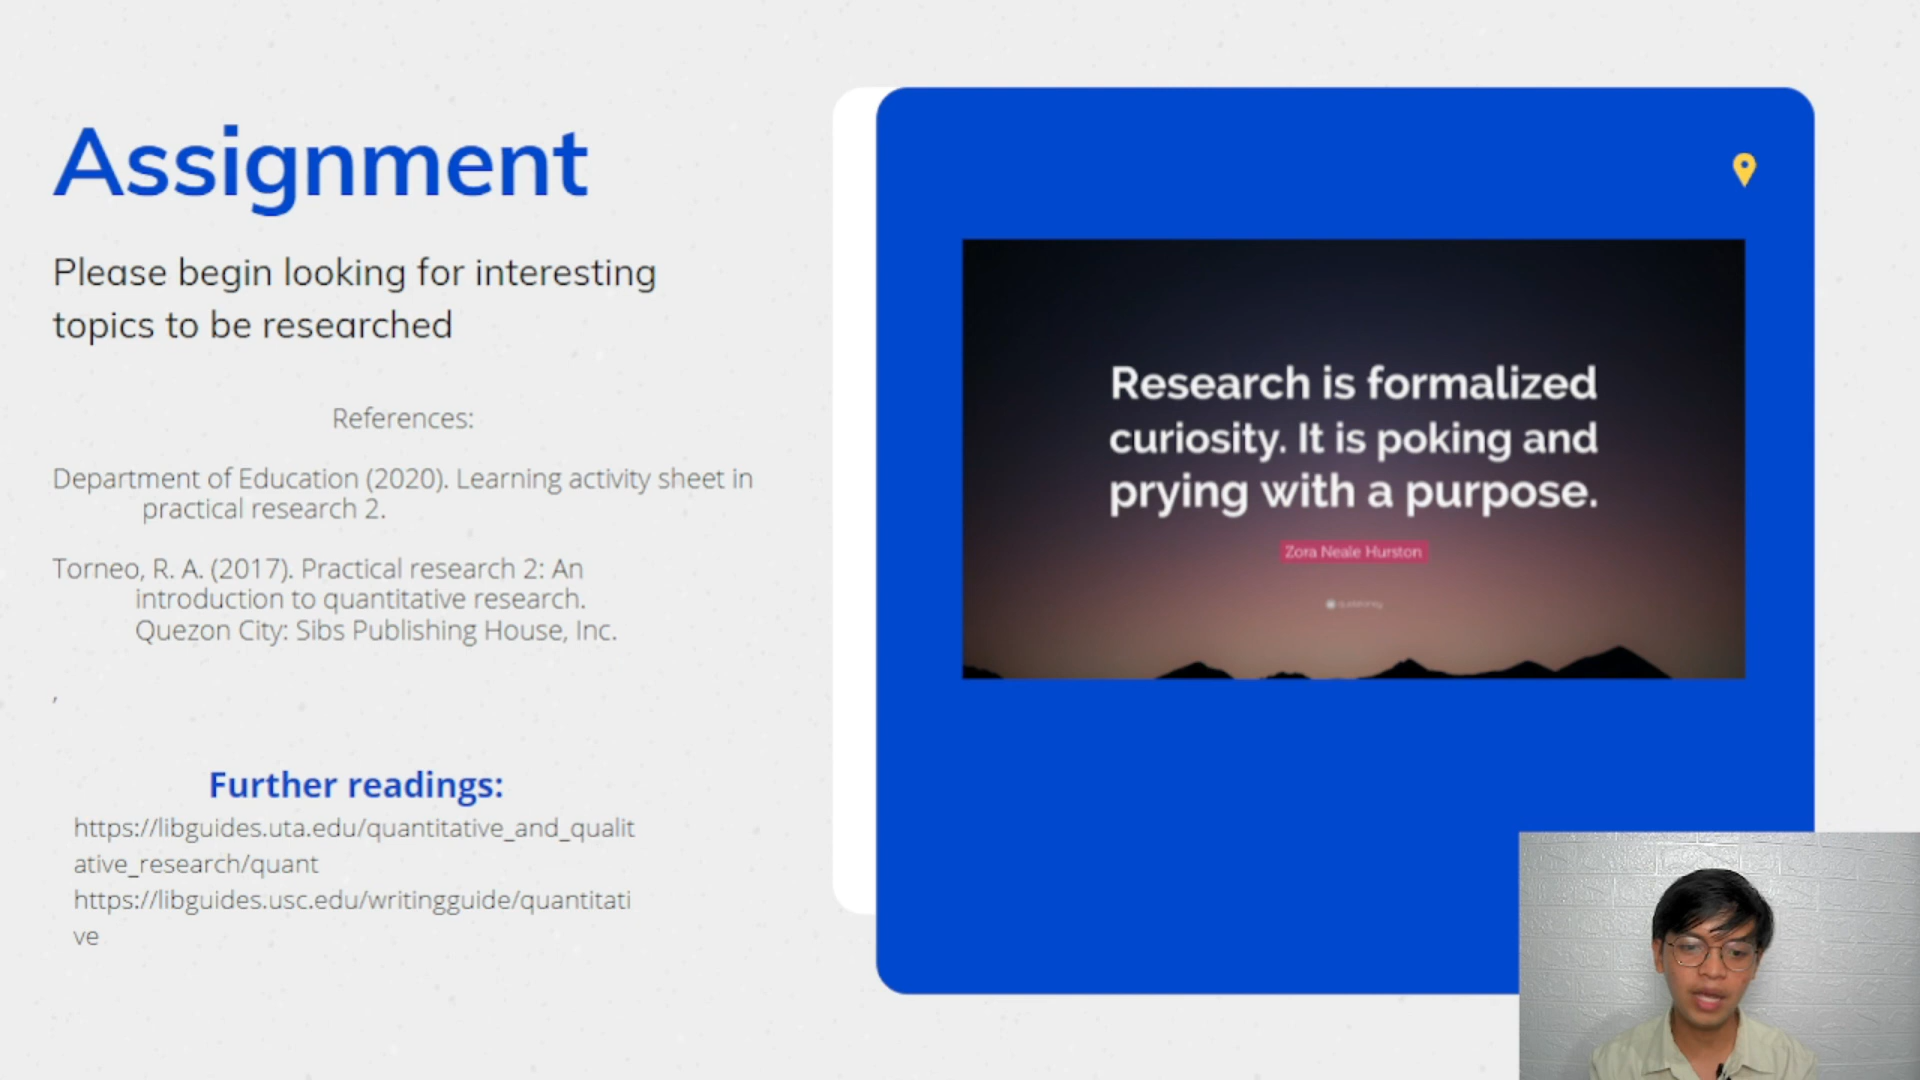 Assignment
Please begin looking for interesting
topics to be researched
References:
Department of Education (2020). Learning activity sheet in
practical research 2.
Torneo, R. A. (2017). Practical research 2: An
introduction to quantitative research.
Quezon City: Sibs Publishing House, Inc.
,
Further readings:
https://libguides.uta.edu/quantitative_and_qualit
ative_research/quant
https://libguides.usc.edu/writingguide/quantitati
ve
Research is formalized
curiosity. It is poking and
prying with a purpose.
Zora Neale Hurston